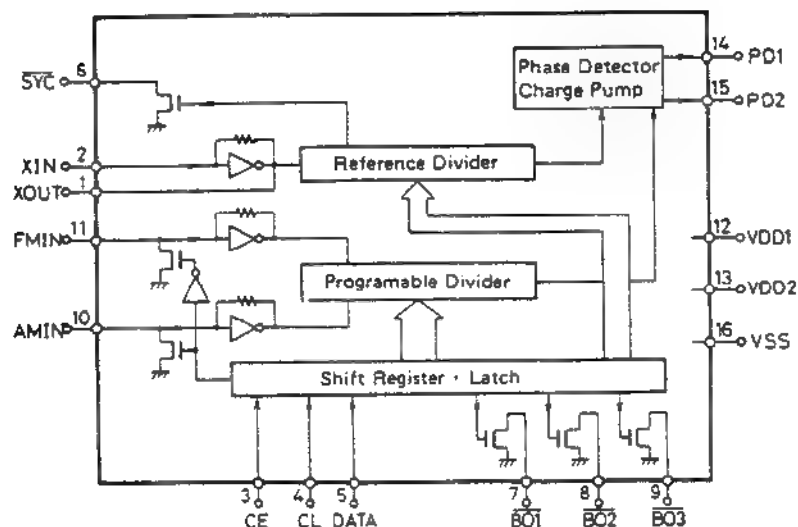 6
SYC
2
XIN
1
XOUT
11
FMIN
10
AMIN
14
PD1
15
PD2
12
VDD1
13
VDD2
16
VSS
Phase Detector
Charge Pump
Reference Divider
Programable Divider
Shift Register · Latch
3
CE
4
CL
5
DATA
7
BO1
8
BO2
9
BO3